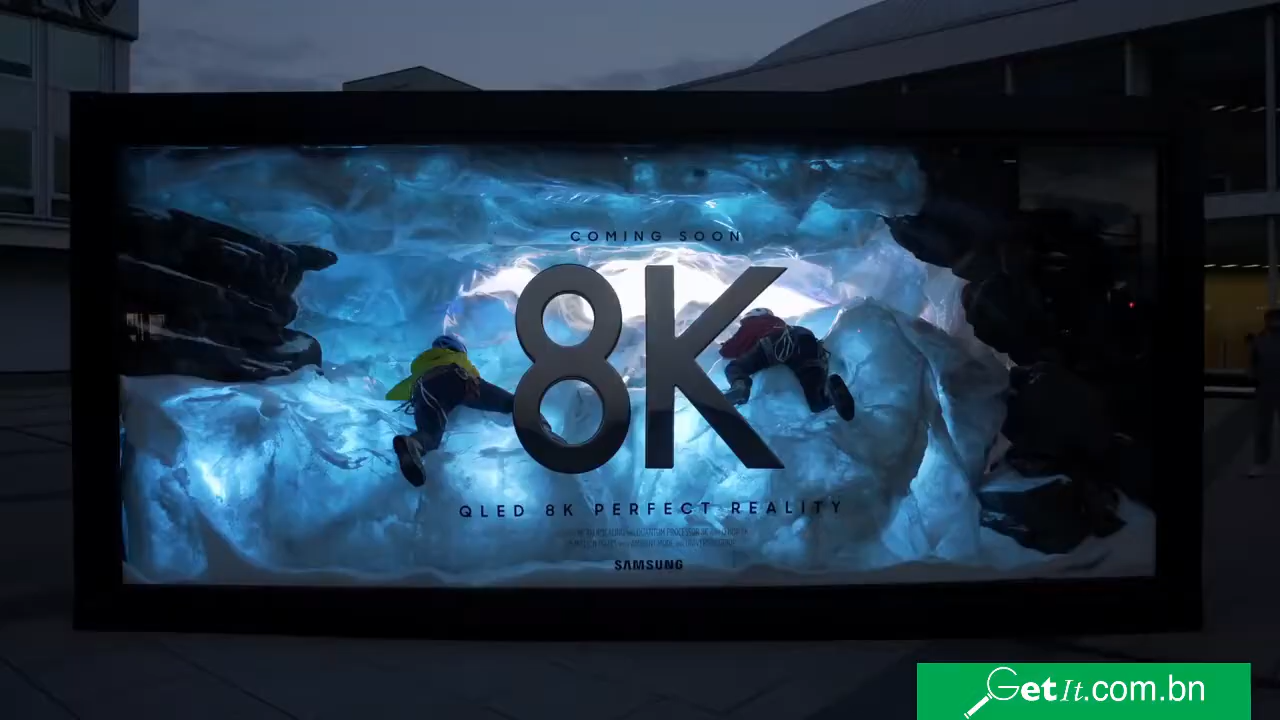 COMING SOON
8K
QLED 8K PERFECT REALITY
SAMSUNG
GetIt.com.bn